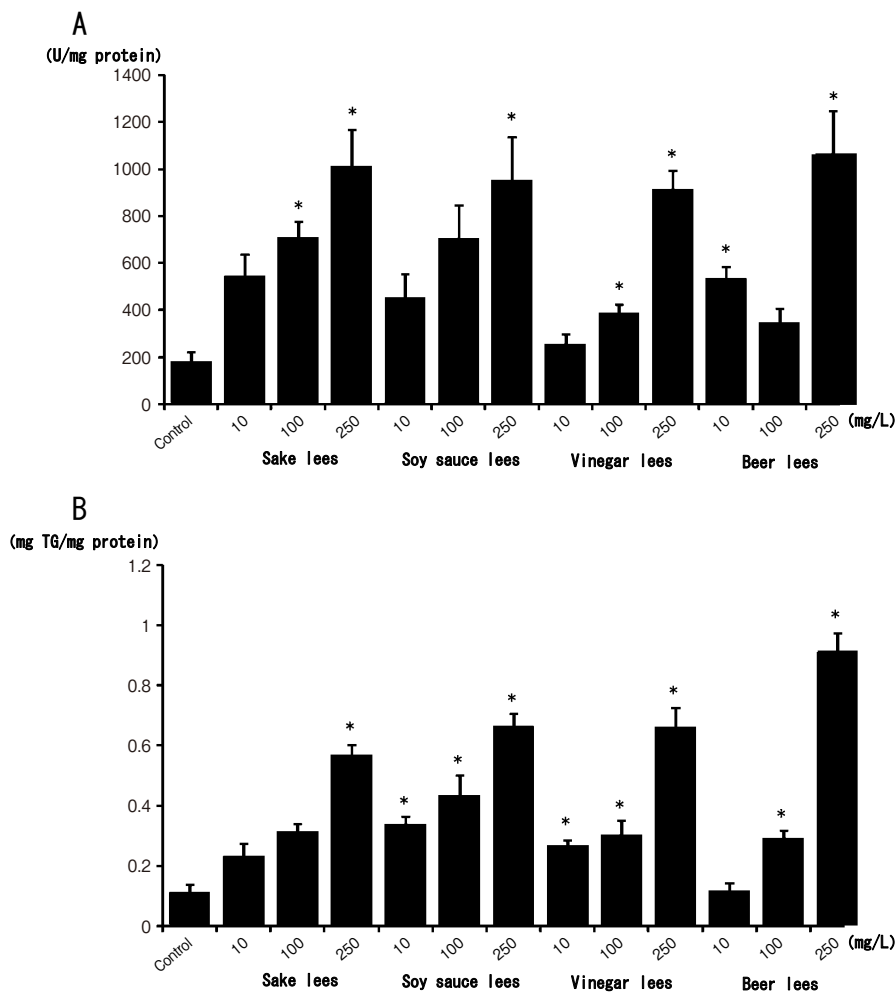 A
(U/mg protein)
1400
1200
1000
800
600
400
200
0
* * * * * * * *
Control 10 100 250 10 100 250 10 100 250 10 100 250 (mg/L)
Sake lees Soy sauce lees Vinegar lees Beer lees
B
(mg TG/mg protein)
1.2
1
0.8
0.6
0.4
0.2
0
* * * * * * * * *
Control 10 100 250 10 100 250 10 100 250 10 100 250 (mg/L)
Sake lees Soy sauce lees Vinegar lees Beer lees